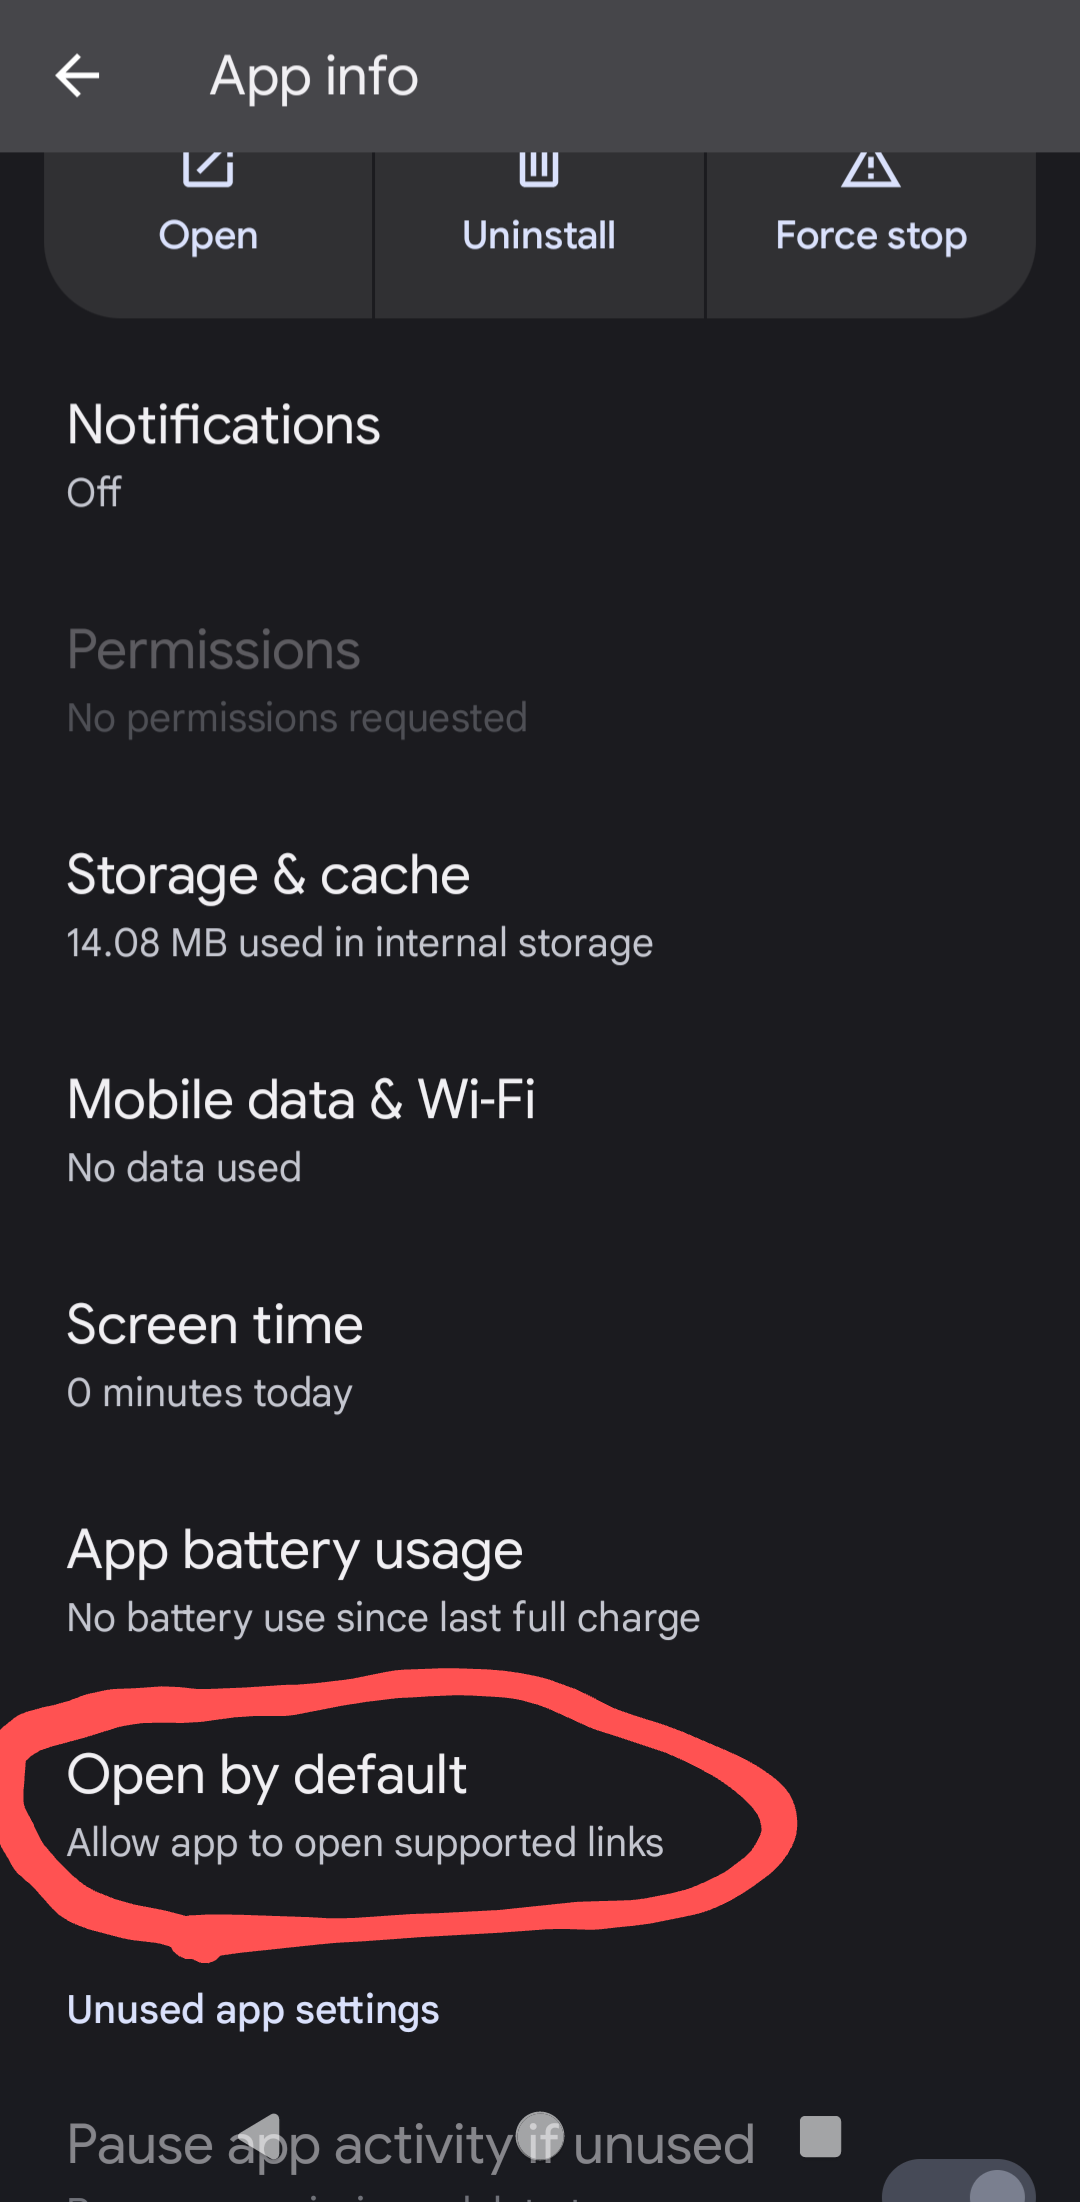 App info
Open
Uninstall
Force stop
Notifications
Off
Permissions
No permissions requested
Storage & cache
14.08 MB used in internal storage
Mobile data & Wi-Fi
No data used
Screen time
0 minutes today
App battery usage
No battery use since last full charge
Open by default
Allow app to open supported links
Unused app settings
Pause app activity if unused